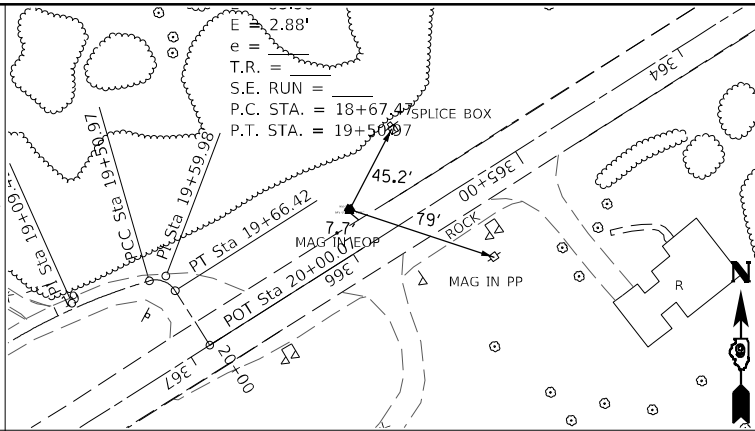 E = 2.88'
e =
T.R. =
S.E. RUN =
P.C. STA. = 18+67.47
P.T. STA. = 19+50.97
SPLICE BOX
364
365+00
366
367
45.2'
79'
7.7'
MAG IN EOP
MAG IN PP
ROCK
R
N
PCC Sta 19+50.97
PI Sta 19+59.98
PT Sta 19+66.42
POT Sta 20+00.07
20+00